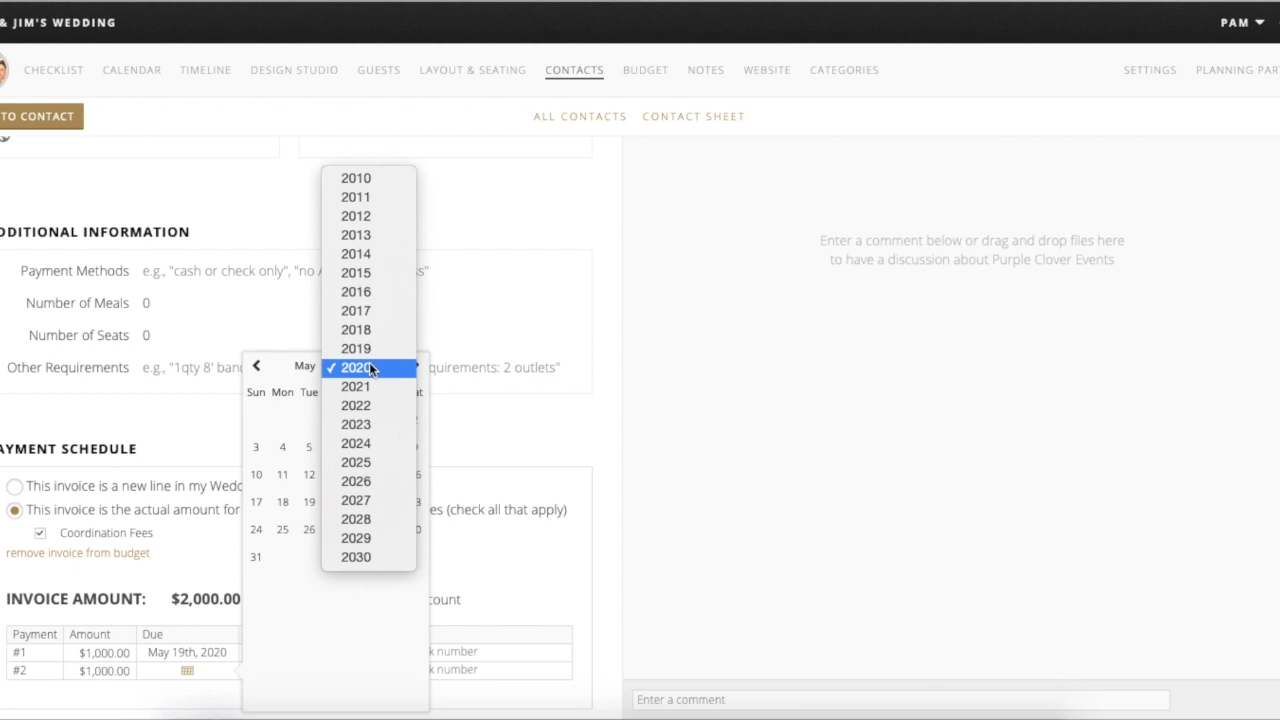 & JIM'S WEDDING
PAM
CHECKLIST CALENDAR TIMELINE DESIGN STUDIO GUESTS LAYOUT & SEATING CONTACTS BUDGET NOTES WEBSITE CATEGORIES SETTINGS PLANNING PAR
TO CONTACT
ALL CONTACTS CONTACT SHEET
2010
2011
2012
2013
2014
2015
2016
2017
2018
2019
✓ 2020
2021
2022
2023
2024
2025
2026
2027
2028
2029
2030
DDITIONAL INFORMATION
Payment Methods e.g., "cash or check only", "no
Number of Meals 0
Number of Seats 0
Other Requirements e.g., "1qty 8' ban
quirements: 2 outlets"
May
Sun Mon Tue
at
3 4 5
10 11 12
17 18 19
24 25 26
31
AYMENT SCHEDULE
This invoice is a new line in my Wedd
This invoice is the actual amount for
es (check all that apply)
Coordination Fees
remove invoice from budget
INVOICE AMOUNT: $2,000.00
count
Payment Amount Due
#1 $1,000.00 May 19th, 2020
k number
#2 $1,000.00
k number
Enter a comment below or drag and drop files here
to have a discussion about Purple Clover Events
Enter a comment